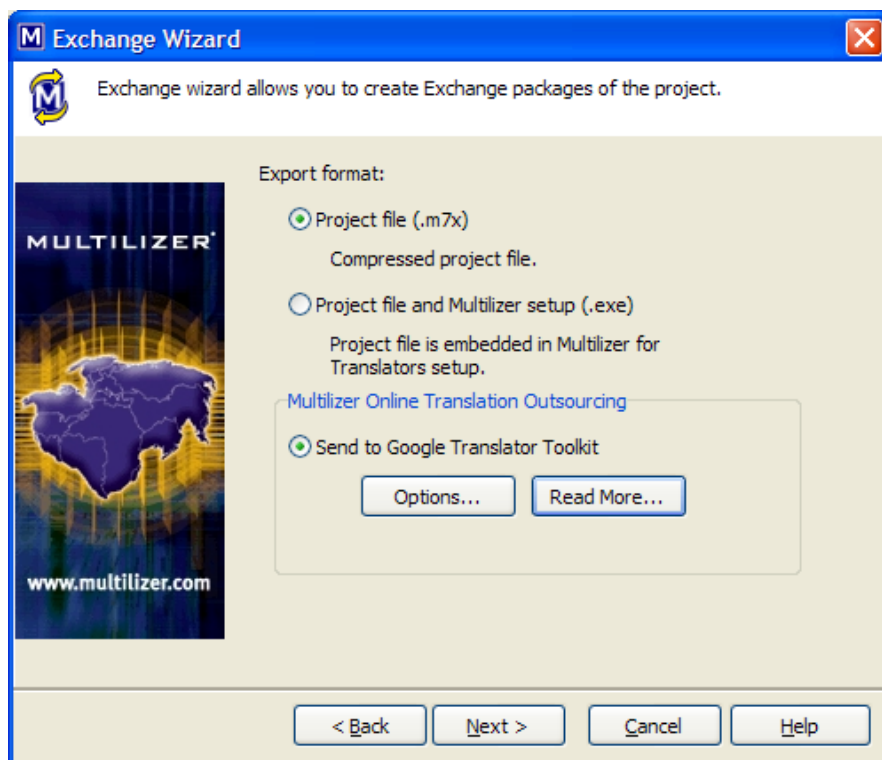 Exchange Wizard
Exchange wizard allows you to create Exchange packages of the project.
Export format:
Project file (.m7x)
Compressed project file.
Project file and Multilizer setup (.exe)
Project file is embedded in Multilizer for
Translators setup.
Multilizer Online Translation Outsourcing
Send to Google Translator Toolkit
Options...
Read More...
MULTILIZER
www.multilizer.com
< Back
Next >
Cancel
Help